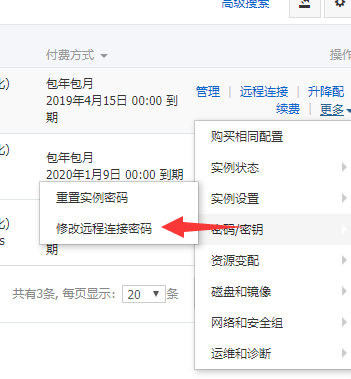 高级搜索
付费方式
操作
比)
包年包月
2019年4月15日 00:00 到
期
管理 | 远程连接 | 升降配
续费 | 更多
比)
包年包月
2020年1月9日 00:00 到期
购买相同配置
实例状态
实例设置
密码/密钥
资源变配
磁盘和镜像
网络和安全组
运维和诊断
重置实例密码
修改远程连接密码
比)
s
共有3条, 每页显示: 20 条